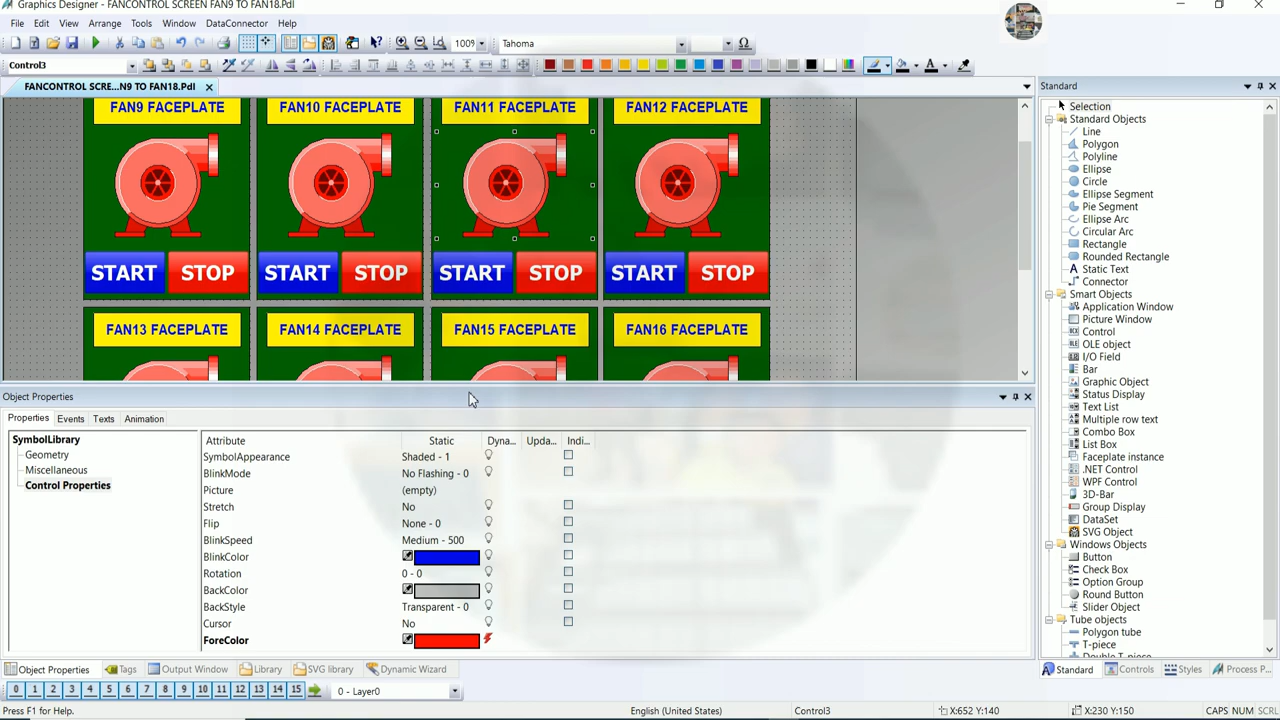 Graphics Designer - FANCONTROL SCREEN FAN9 TO FAN18.Pdl
File Edit View Arrange Tools Window DataConnector Help
100% Tahoma
Control3
FANCONTROL SCRE...N9 TO FAN18.Pdl
FAN9 FACEPLATE FAN10 FACEPLATE FAN11 FACEPLATE FAN12 FACEPLATE
START STOP START STOP START STOP START STOP
FAN13 FACEPLATE FAN14 FACEPLATE FAN15 FACEPLATE FAN16 FACEPLATE
Object Properties
Properties Events Texts Animation
SymbolLibrary
Geometry
Miscellaneous
Control Properties
Attribute Static Dyna... Upda... Indi...
SymbolAppearance Shaded - 1
BlinkMode No Flashing - 0
Picture (empty)
Stretch No
Flip None - 0
BlinkSpeed Medium - 500
BlinkColor
Rotation 0 - 0
BackColor
BackStyle Transparent - 0
Cursor No
ForeColor
Object Properties Tags Output Window Library SVG library Dynamic Wizard
0 1 2 3 4 5 6 7 8 9 10 11 12 13 14 15 0 - Layer0
Press F1 for Help. English (United States) Control3 X:652 Y:140 X:230 Y:150 CAPS NUM SCRL
Standard
Selection
Standard Objects
Line
Polygon
Polyline
Ellipse
Circle
Ellipse Segment
Pie Segment
Ellipse Arc
Circular Arc
Rectangle
Rounded Rectangle
Static Text
Connector
Smart Objects
Application Window
Picture Window
Control
OLE object
I/O Field
Bar
Graphic Object
Status Display
Text List
Multiple row text
Combo Box
List Box
Faceplate instance
.NET Control
WPF Control
3D-Bar
Group Display
DataSet
SVG Object
Windows Objects
Button
Check Box
Option Group
Round Button
Slider Object
Tube objects
Polygon tube
T-piece
Double T-piece
Standard Controls Styles Process P...